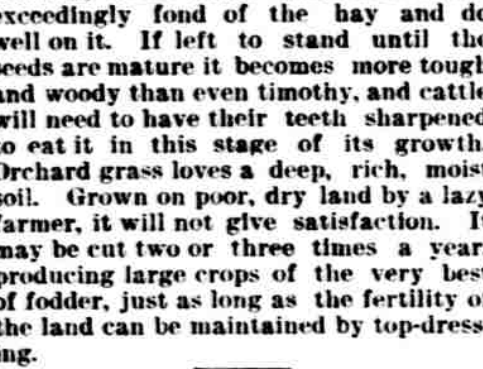 exceedingly fond of the hay and do
well on it. If left to stand until the
seeds are mature it becomes more tough
and woody than even timothy, and cattle
will need to have their teeth sharpened
to eat it in this stage of its growth.
Orchard grass loves a deep, rich, moist
soil. Grown on poor, dry land by a lazy
farmer, it will not give satisfaction. It
may be cut two or three times a year,
producing large crops of the very best
of fodder, just as long as the fertility of
the land can be maintained by top-dress-
ing.